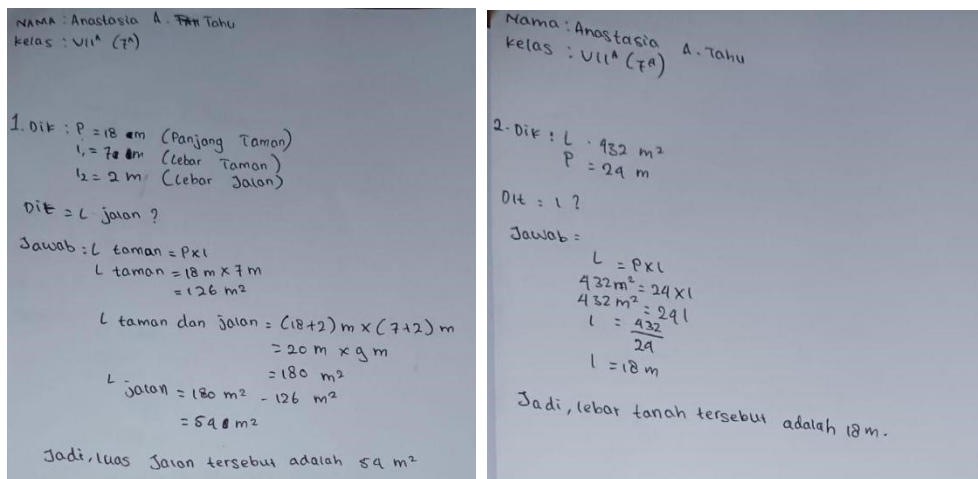 NAMA : Anastasia A. Tahu
Kelas : VIIᴬ (7ᴬ)
1. Dik : P = 18 m (Panjang Taman)
l₁ = 7 m (Lebar Taman)
l₂ = 2 m (Lebar Jalan)
Dit = L jalan ?
Jawab : L taman = P x l
L taman = 18 m x 7 m
= 126 m²
L taman dan jalan = (18+2) m x (7+2) m
= 20 m x 9 m
= 180 m²
L jalan = 180 m² - 126 m²
= 54 m²
Jadi, luas Jalan tersebut adalah 54 m²
Nama : Anastasia A. Tahu
Kelas : VIIᴬ (7ᴬ)
2. Dik : L = 432 m²
P = 24 m
Dit : l ?
Jawab =
L = P x l
432 m² = 24 x l
432 m² = 24 l
l = 432
24
l = 18 m
Jadi, lebar tanah tersebut adalah 18 m.